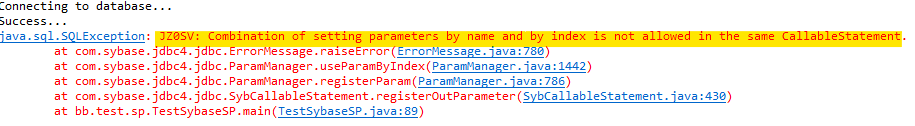 Connecting to database...
Success...
java.sql.SQLException: JZ0SV: Combination of setting parameters by name and by index is not allowed in the same CallableStatement.
at com.sybase.jdbc4.jdbc.ErrorMessage.raiseError(ErrorMessage.java:780)
at com.sybase.jdbc4.jdbc.ParamManager.useParamByIndex(ParamManager.java:1442)
at com.sybase.jdbc4.jdbc.ParamManager.registerParam(ParamManager.java:786)
at com.sybase.jdbc4.jdbc.SybCallableStatement.registerOutParameter(SybCallableStatement.java:430)
at bb.test.sp.TestSybaseSP.main(TestSybaseSP.java:89)